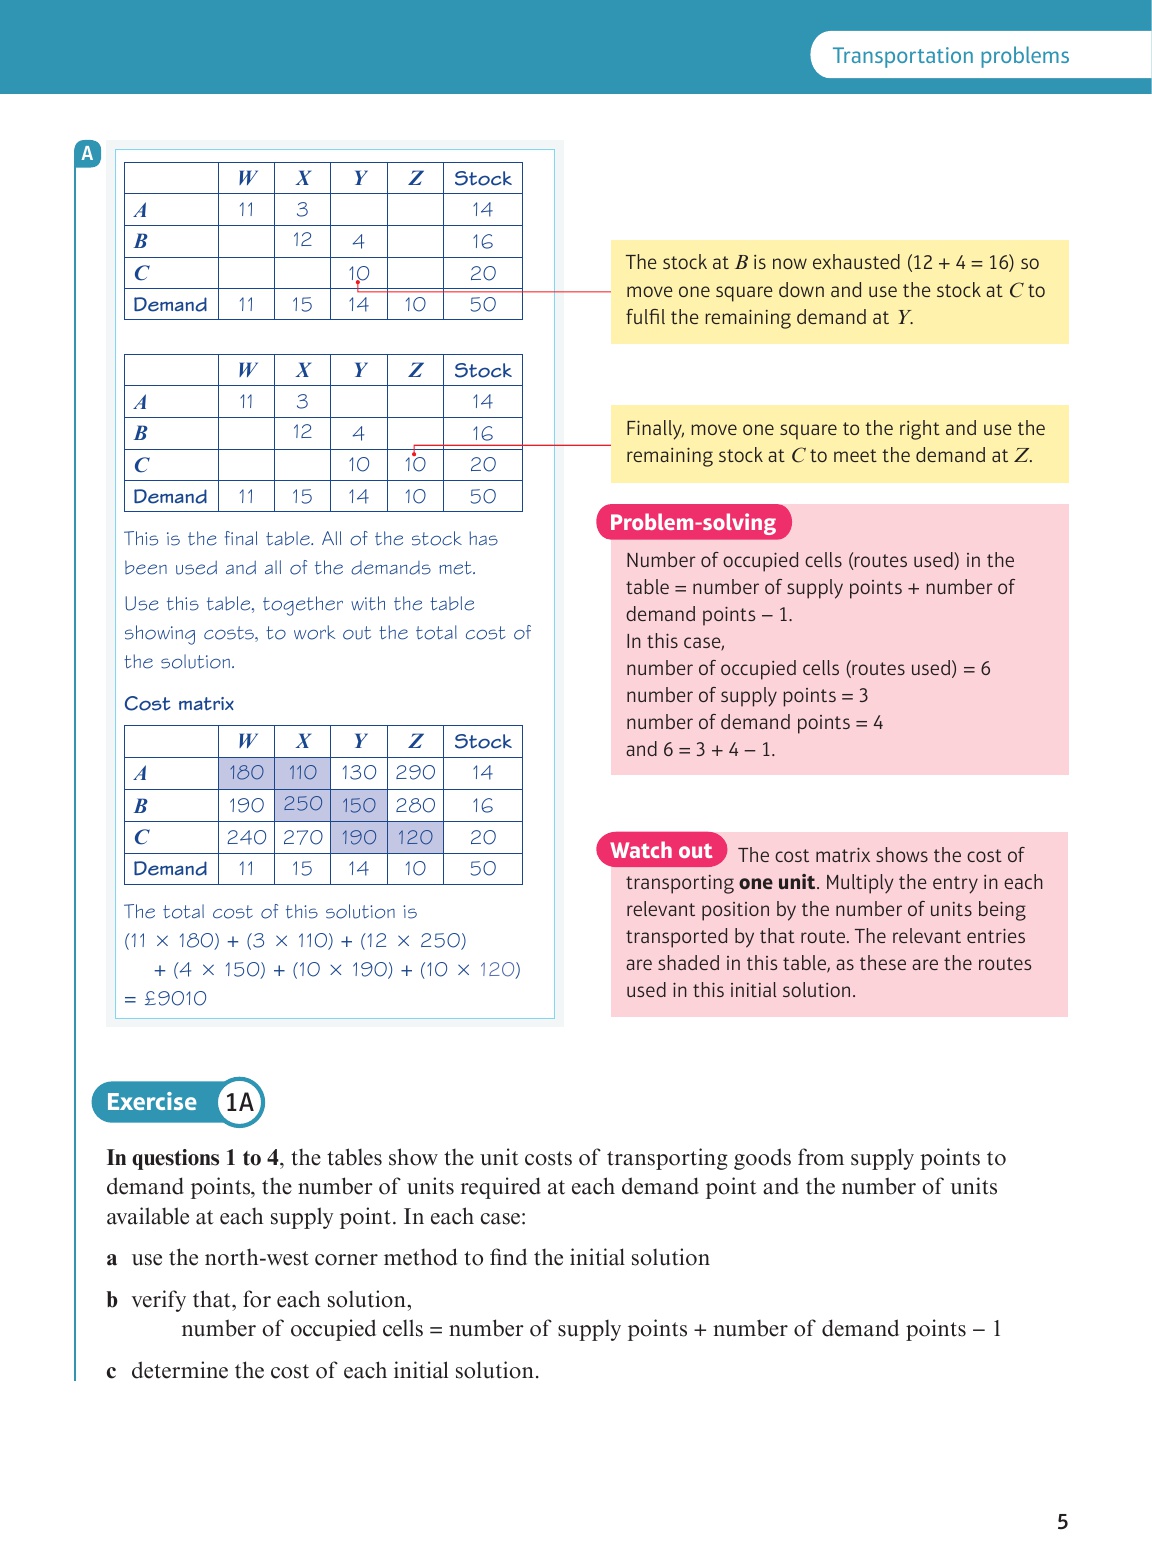 Transportation problems
A
W X Y Z Stock
A 11 3 14
B 12 4 16
C 10 20
Demand 11 15 14 10 50
The stock at B is now exhausted (12 + 4 = 16) so
move one square down and use the stock at C to
fulfil the remaining demand at Y.
W X Y Z Stock
A 11 3 14
B 12 4 16
C 10 10 20
Demand 11 15 14 10 50
Finally, move one square to the right and use the
remaining stock at C to meet the demand at Z.
This is the final table. All of the stock has
been used and all of the demands met.
Use this table, together with the table
showing costs, to work out the total cost of
the solution.
Problem-solving
Number of occupied cells (routes used) in the
table = number of supply points + number of
demand points − 1.
In this case,
number of occupied cells (routes used) = 6
number of supply points = 3
number of demand points = 4
and 6 = 3 + 4 − 1.
Cost matrix
W X Y Z Stock
A 180 110 130 290 14
B 190 250 150 280 16
C 240 270 190 120 20
Demand 11 15 14 10 50
The total cost of this solution is
(11 × 180) + (3 × 110) + (12 × 250)
+ (4 × 150) + (10 × 190) + (10 × 120)
= £9010
Watch out The cost matrix shows the cost of
transporting one unit. Multiply the entry in each
relevant position by the number of units being
transported by that route. The relevant entries
are shaded in this table, as these are the routes
used in this initial solution.
Exercise 1A
In questions 1 to 4, the tables show the unit costs of transporting goods from supply points to
demand points, the number of units required at each demand point and the number of units
available at each supply point. In each case:
a use the north-west corner method to find the initial solution
b verify that, for each solution,
number of occupied cells = number of supply points + number of demand points − 1
c determine the cost of each initial solution.
5